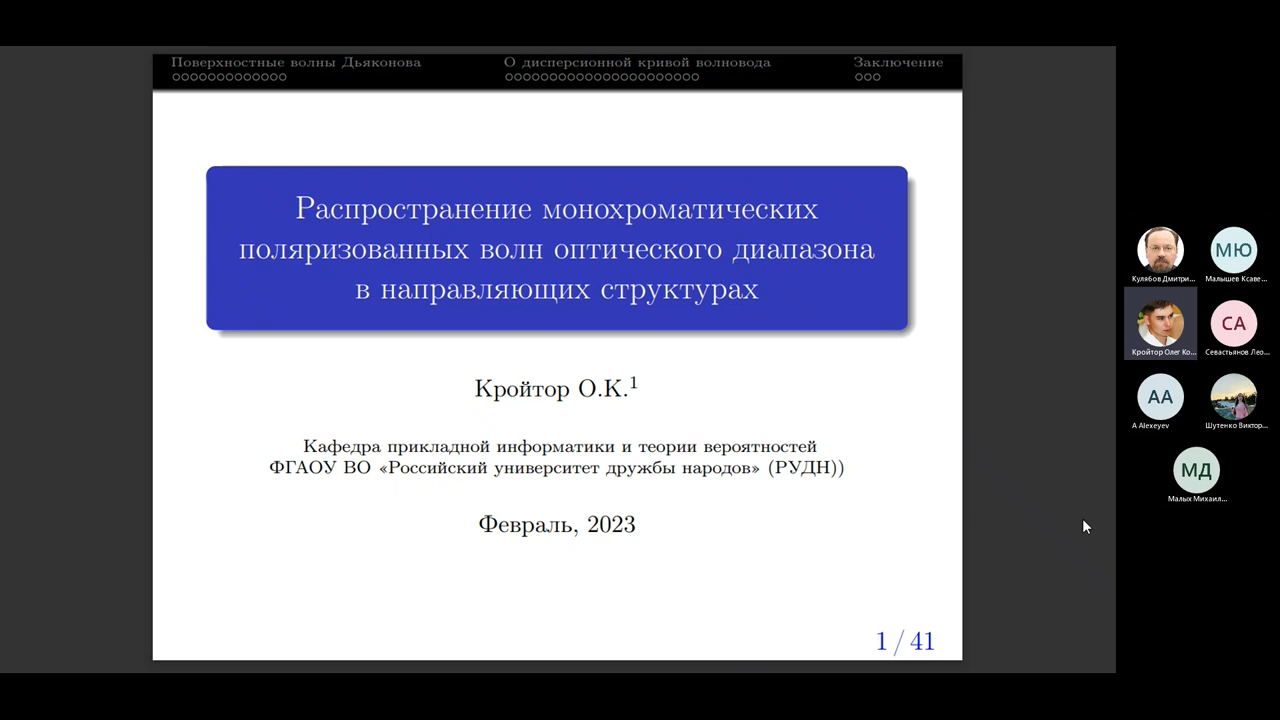 Поверхностные волны Дьяконова
О дисперсионной кривой волновода
Заключение
Распространение монохроматических
поляризованных волн оптического диапазона
в направляющих структурах
Кройтор О.К.¹
Кафедра прикладной информатики и теории вероятностей
ФГАОУ ВО «Российский университет дружбы народов» (РУДН))
Февраль, 2023
1 / 41
Кулябов Дмитри...
МЮ
Малышев Ксаве...
Кройтор Олег Ко...
СА
Севастьянов Лео...
АА
A Alexeyev
Шутенко Виктор...
МД
Малых Михаил...